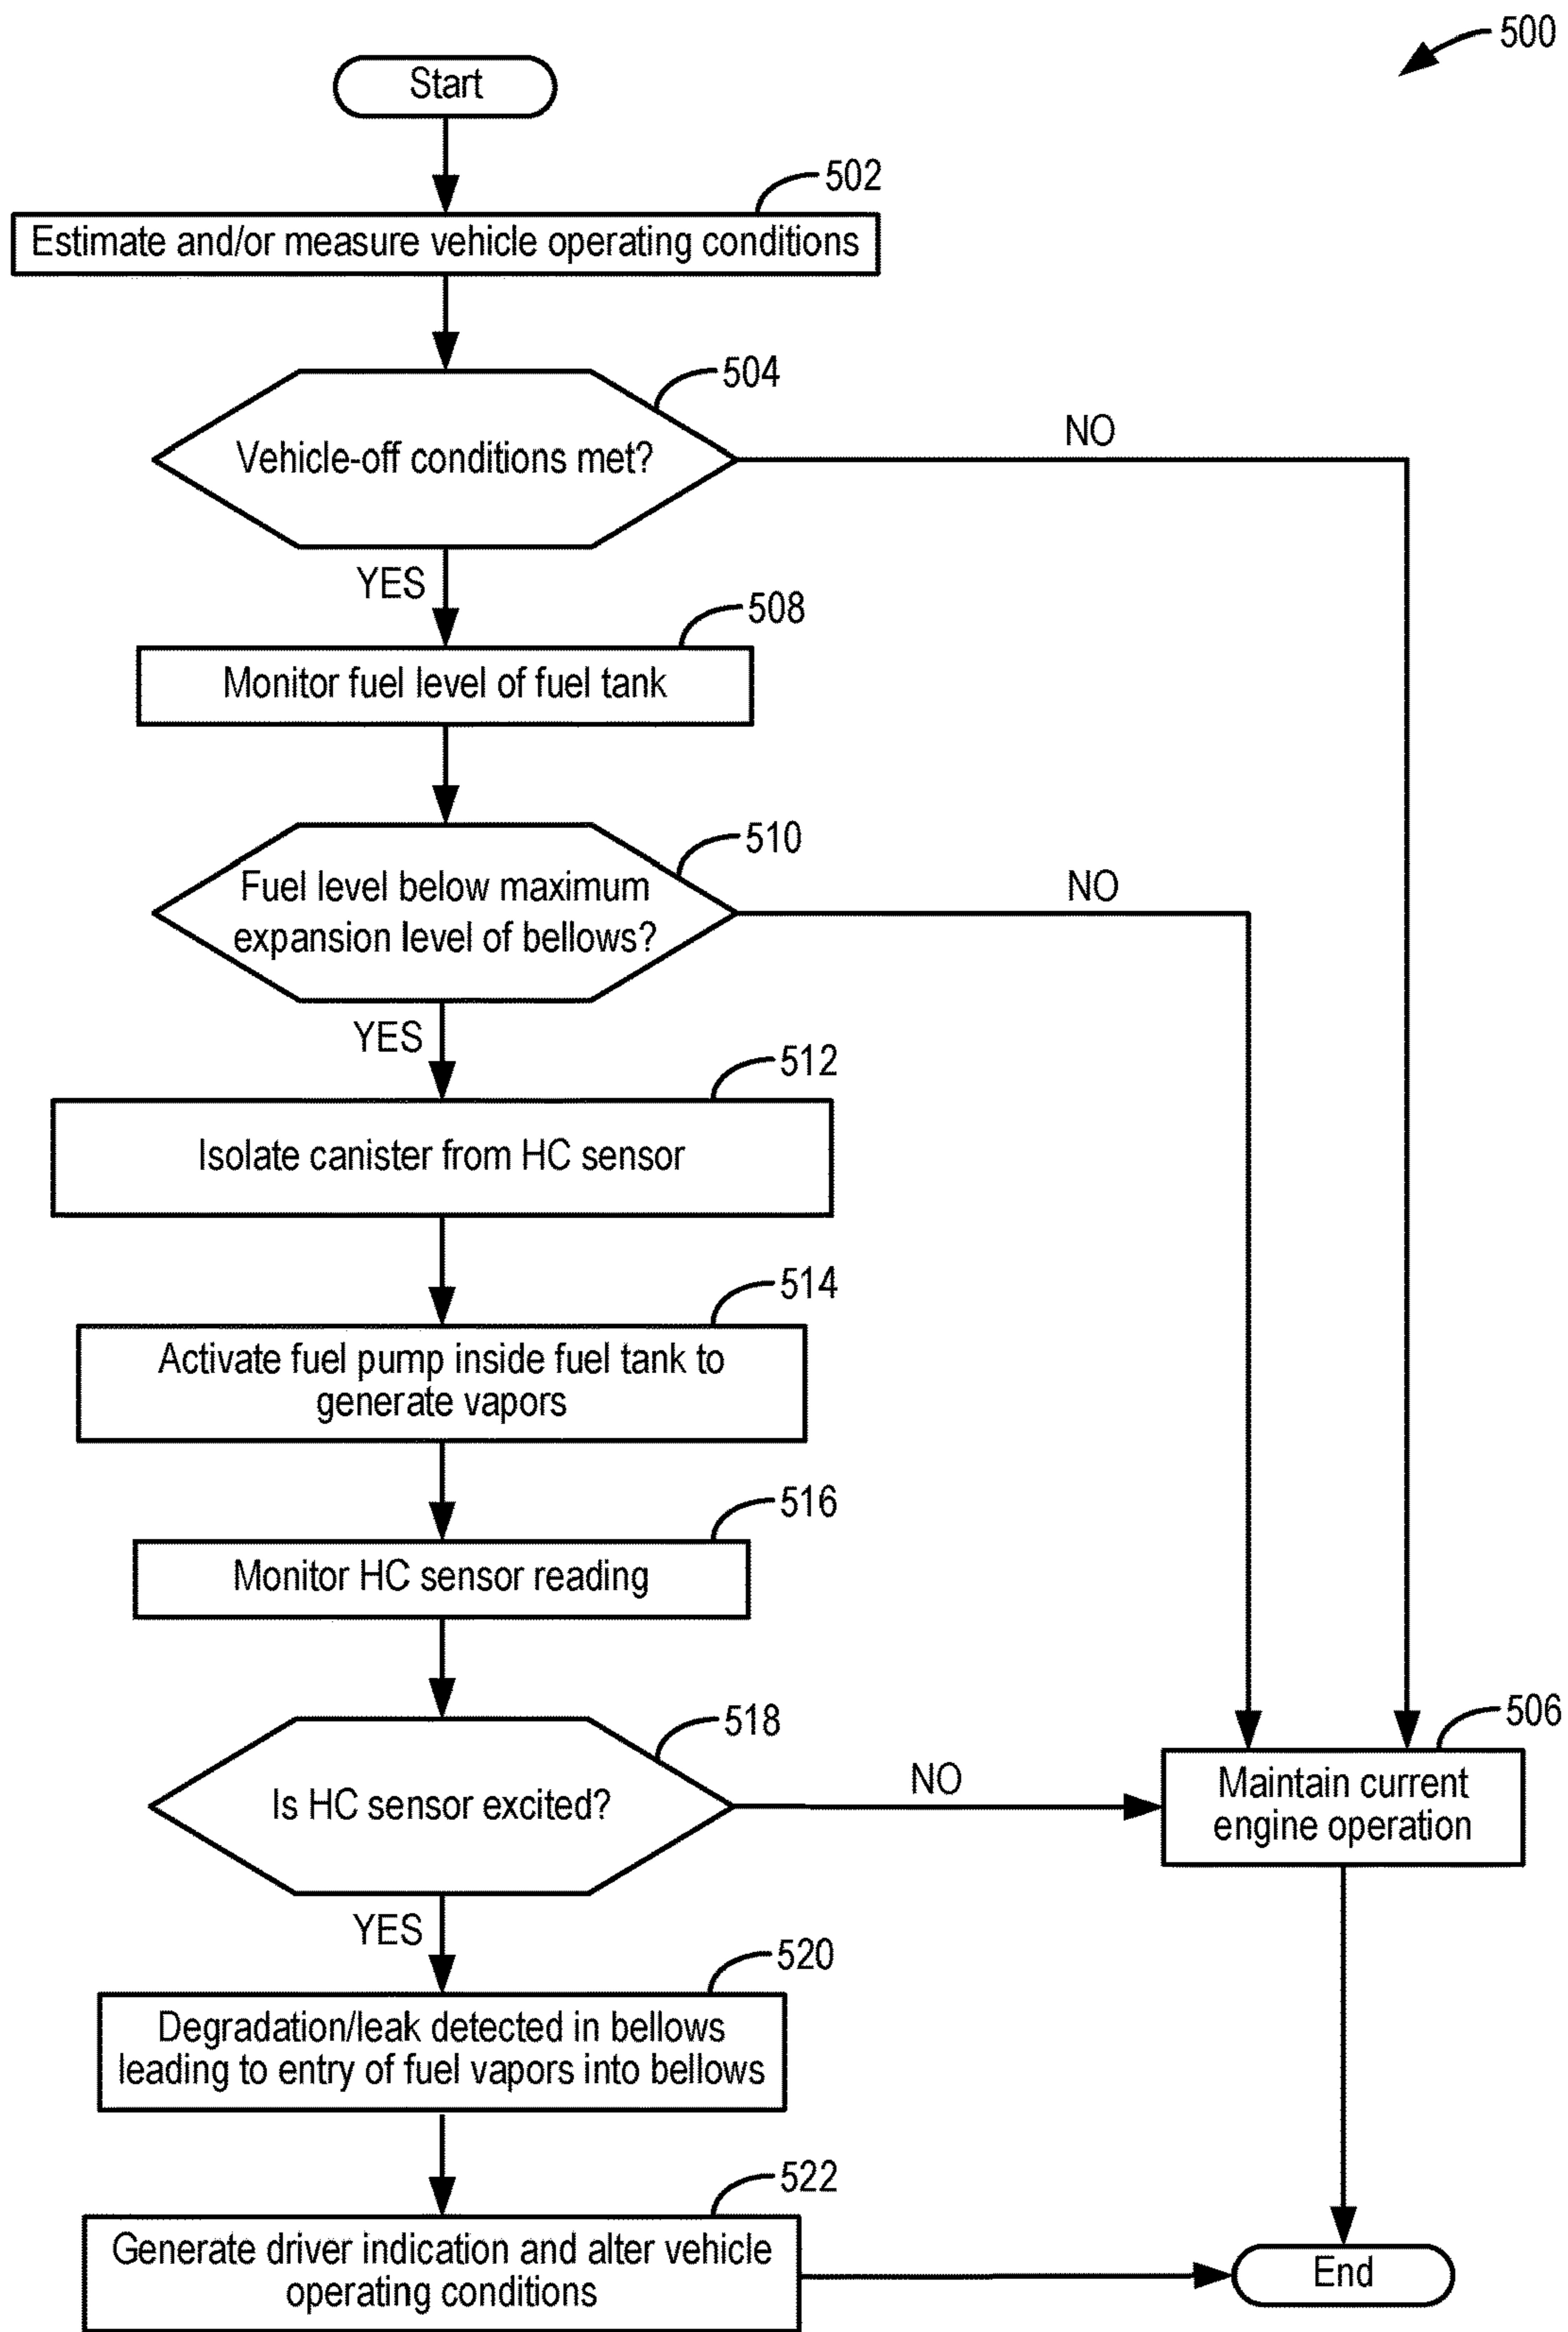 500
Start
502
Estimate and/or measure vehicle operating conditions
504
Vehicle-off conditions met?
NO
YES
508
Monitor fuel level of fuel tank
510
Fuel level below maximum
expansion level of bellows?
NO
YES
512
Isolate canister from HC sensor
514
Activate fuel pump inside fuel tank to
generate vapors
516
Monitor HC sensor reading
518
Is HC sensor excited?
NO
506
Maintain current
engine operation
YES
520
Degradation/leak detected in bellows
leading to entry of fuel vapors into bellows
522
Generate driver indication and alter vehicle
operating conditions
End